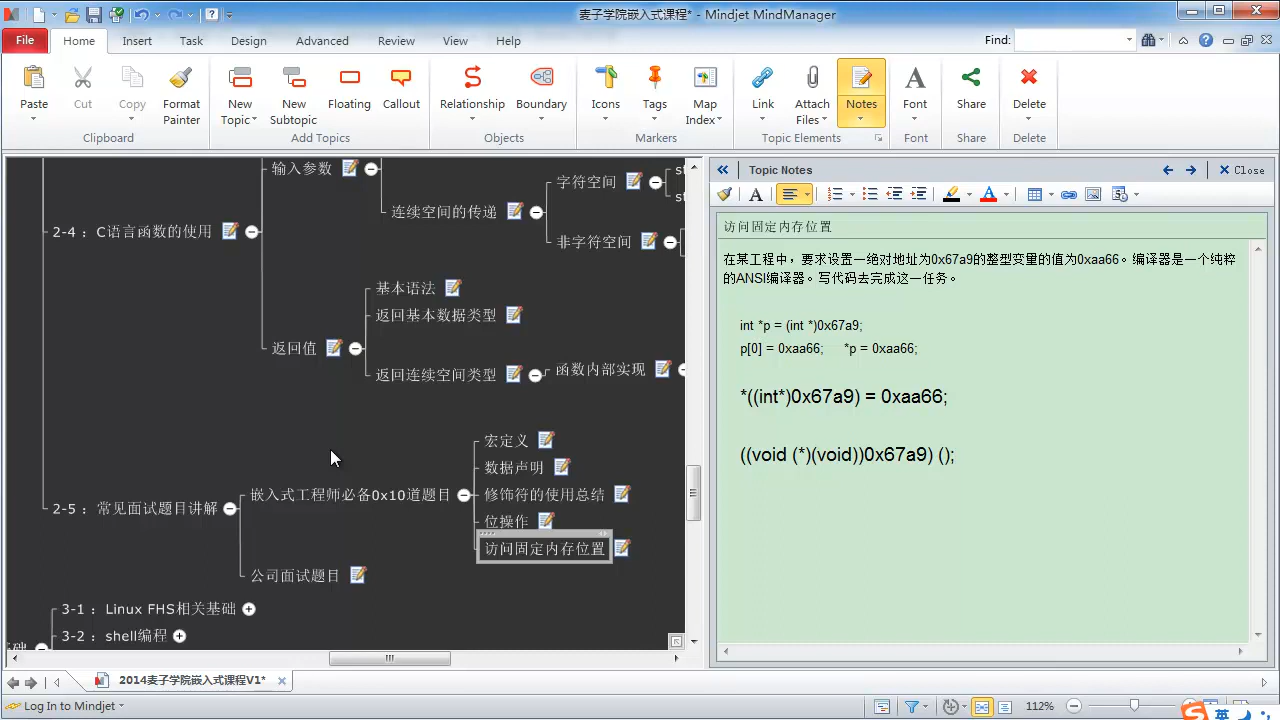 麦子学院嵌入式课程* - Mindjet MindManager
File Home Insert Task Design Advanced Review View Help Find:
Paste Cut Copy Format Painter
New Topic New Subtopic Floating Callout
Relationship Boundary
Icons Tags Map Index
Link Attach Files Notes
Font Share Delete
Clipboard Add Topics Objects Markers Topic Elements Font Share Delete
输入参数
字符空间
st
st
连续空间的传递
非字符空间
2-4： C语言函数的使用
基本语法
返回基本数据类型
返回值
返回连续空间类型
函数内部实现
宏定义
数据声明
嵌入式工程师必备0x10道题目
修饰符的使用总结
2-5： 常见面试题目讲解
位操作
访问固定内存位置
公司面试题目
3-1： Linux FHS相关基础
3-2： shell编程
Topic Notes Close
访问固定内存位置
在某工程中，要求设置一绝对地址为0x67a9的整型变量的值为0xaa66。编译器是一个纯粹
的ANSI编译器。写代码去完成这一任务。
int *p = (int *)0x67a9;
p[0] = 0xaa66; *p = 0xaa66;
*((int*)0x67a9) = 0xaa66;
((void (*)(void))0x67a9) ();
2014麦子学院嵌入式课程V1*
Log In to Mindjet 112% 英